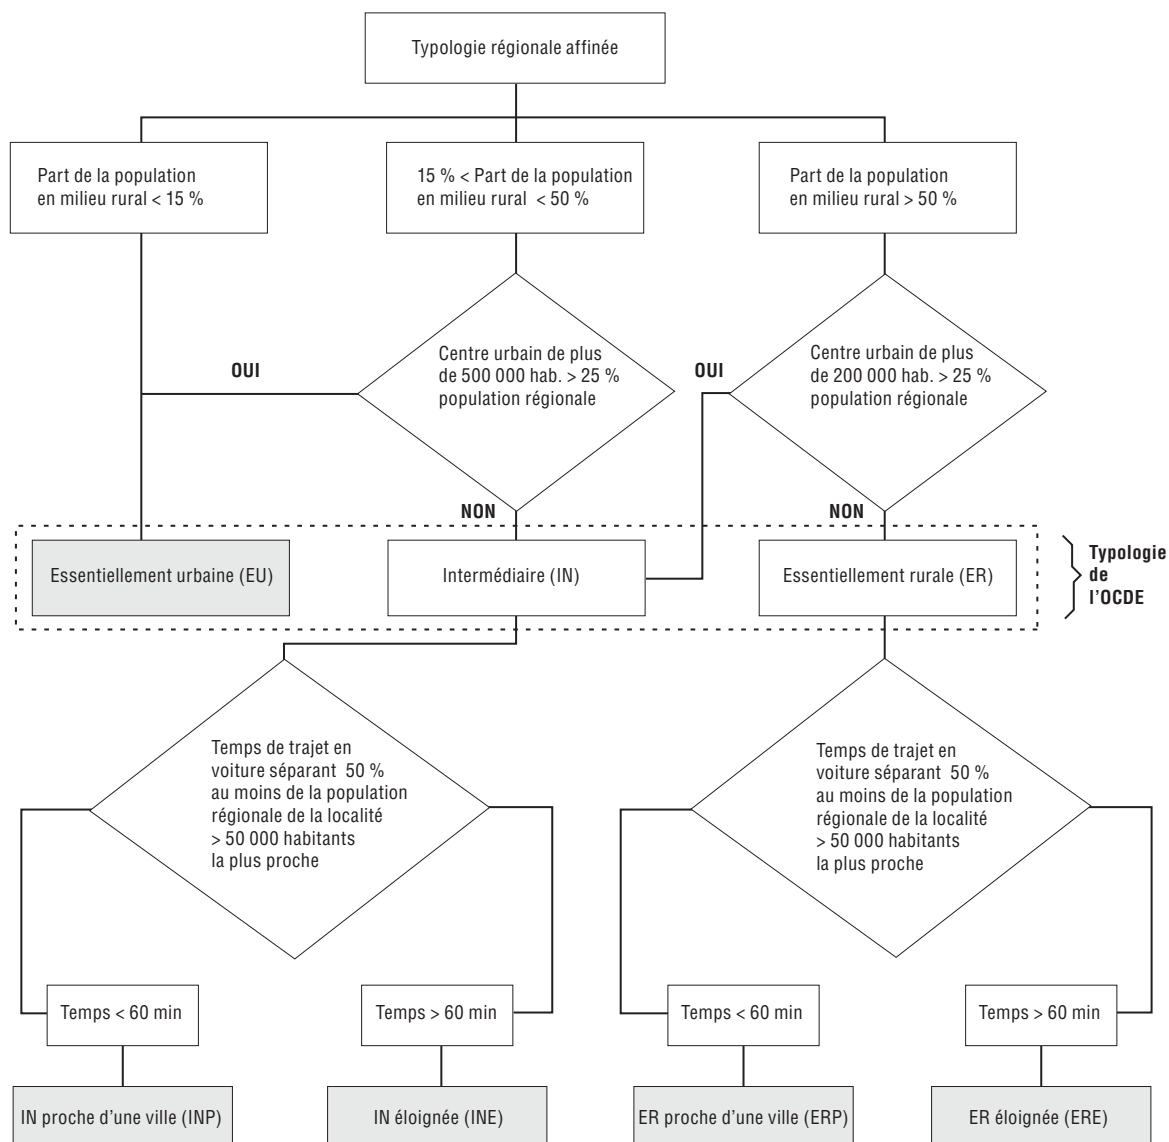 Typologie régionale affinée
Part de la population
en milieu rural < 15 %
15 % < Part de la population
en milieu rural < 50 %
Part de la population
en milieu rural > 50 %
Centre urbain de plus
de 500 000 hab. > 25 %
population régionale
Centre urbain de plus
de 200 000 hab. > 25 %
population régionale
OUI
OUI
NON
NON
Essentiellement urbaine (EU)
Intermédiaire (IN)
Essentiellement rurale (ER)
Typologie
de
l'OCDE
Temps de trajet en
voiture séparant 50 %
au moins de la population
régionale de la localité
> 50 000 habitants
la plus proche
Temps de trajet en
voiture séparant 50 %
au moins de la population
régionale de la localité
> 50 000 habitants
la plus proche
Temps < 60 min
Temps > 60 min
Temps < 60 min
Temps > 60 min
IN proche d'une ville (INP)
IN éloignée (INE)
ER proche d'une ville (ERP)
ER éloignée (ERE)